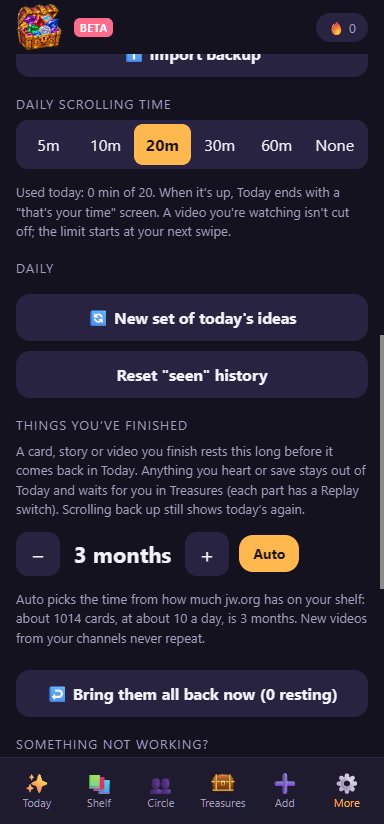 BETA
0
Import backup
DAILY SCROLLING TIME
5m 10m 20m 30m 60m None
Used today: 0 min of 20. When it's up, Today ends with a
"that's your time" screen. A video you're watching isn't cut
off; the limit starts at your next swipe.
DAILY
New set of today's ideas
Reset "seen" history
THINGS YOU'VE FINISHED
A card, story or video you finish rests this long before it
comes back in Today. Anything you heart or save stays out of
Today and waits for you in Treasures (each part has a Replay
switch). Scrolling back up still shows today's again.
– 3 months + Auto
Auto picks the time from how much jw.org has on your shelf:
about 1014 cards, at about 10 a day, is 3 months. New videos
from your channels never repeat.
Bring them all back now (0 resting)
SOMETHING NOT WORKING?
Today Shelf Circle Treasures Add More